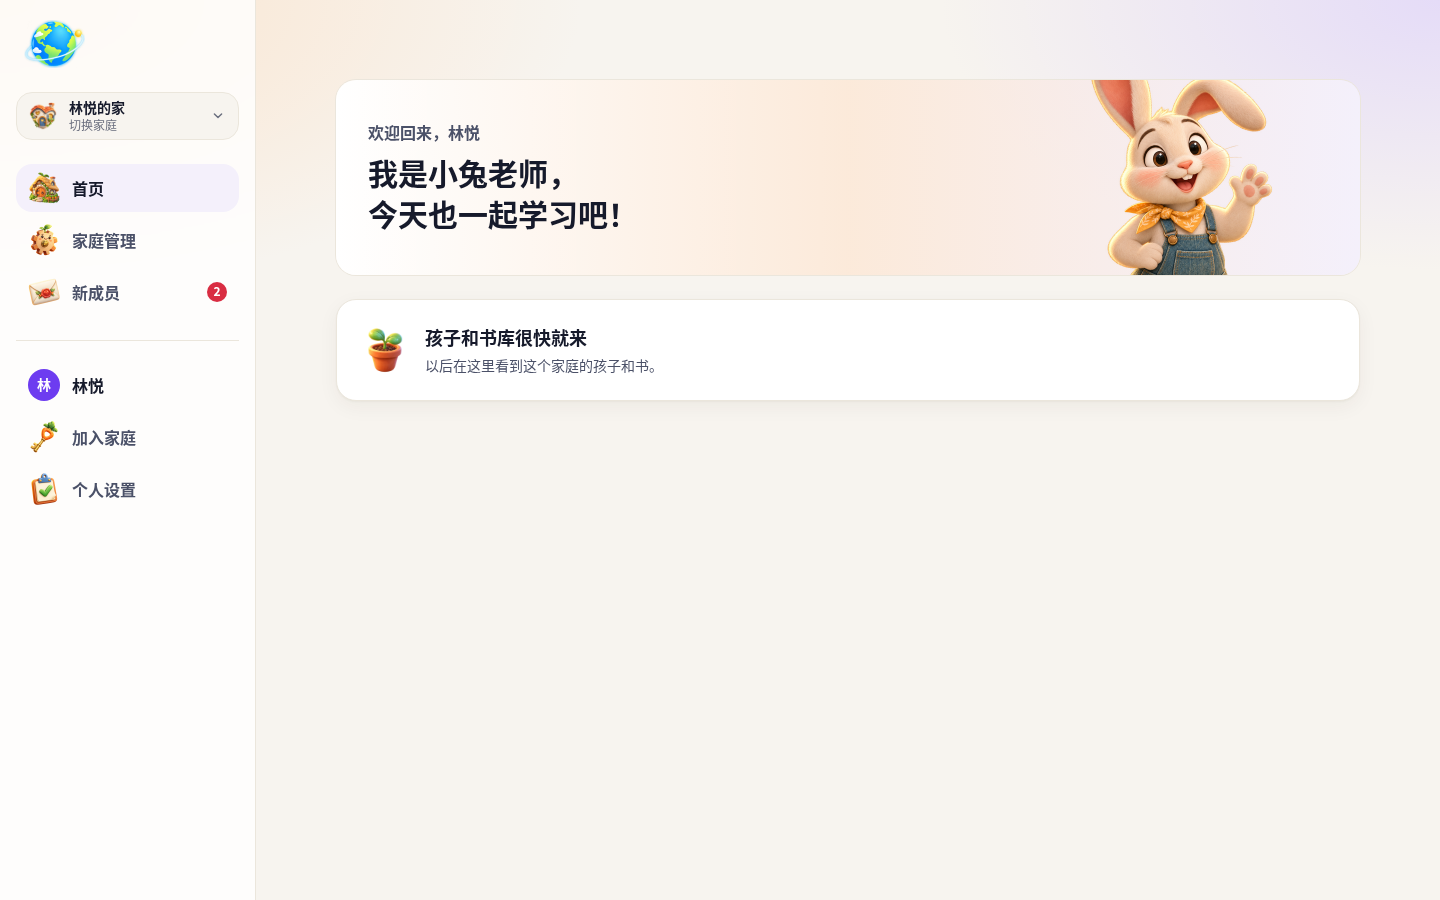 林悦的家
切换家庭
首页
家庭管理
新成员
2
林
林悦
加入家庭
个人设置
欢迎回来，林悦
我是小兔老师，
今天也一起学习吧！
孩子和书库很快就来
以后在这里看到这个家庭的孩子和书。